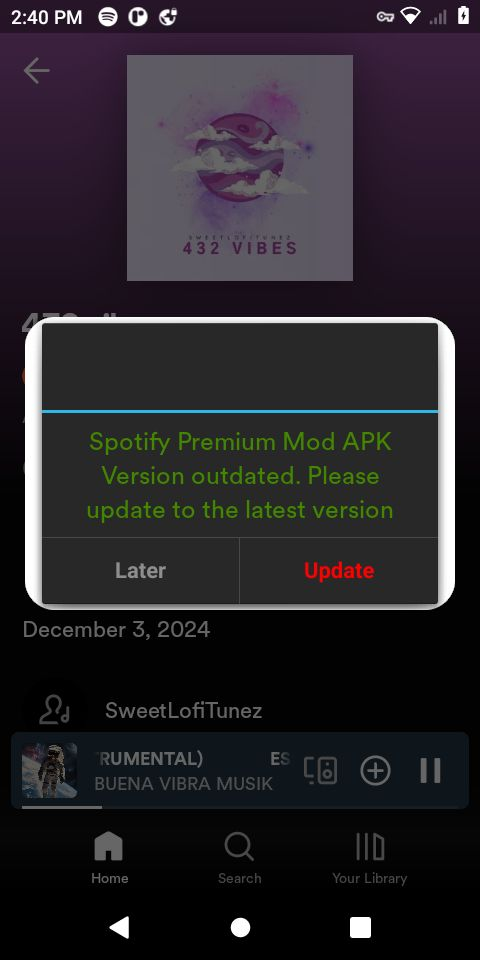 2:40 PM
SWEETLOFITUNEZ
432 VIBES
Spotify Premium Mod APK
Version outdated. Please
update to the latest version
Later
Update
December 3, 2024
SweetLofiTunez
RUMENTAL) ES
BUENA VIBRA MUSIK
Home
Search
Your Library